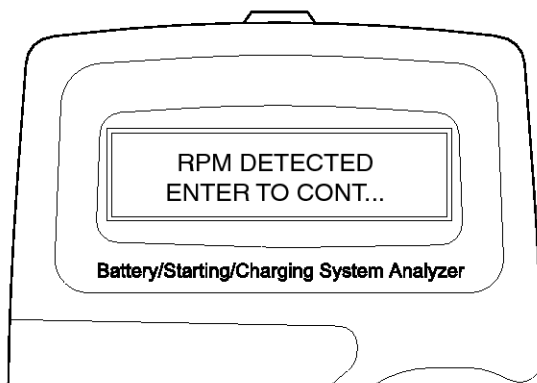 RPM DETECTED
ENTER TO CONT...
Battery/Starting/Charging System Analyzer